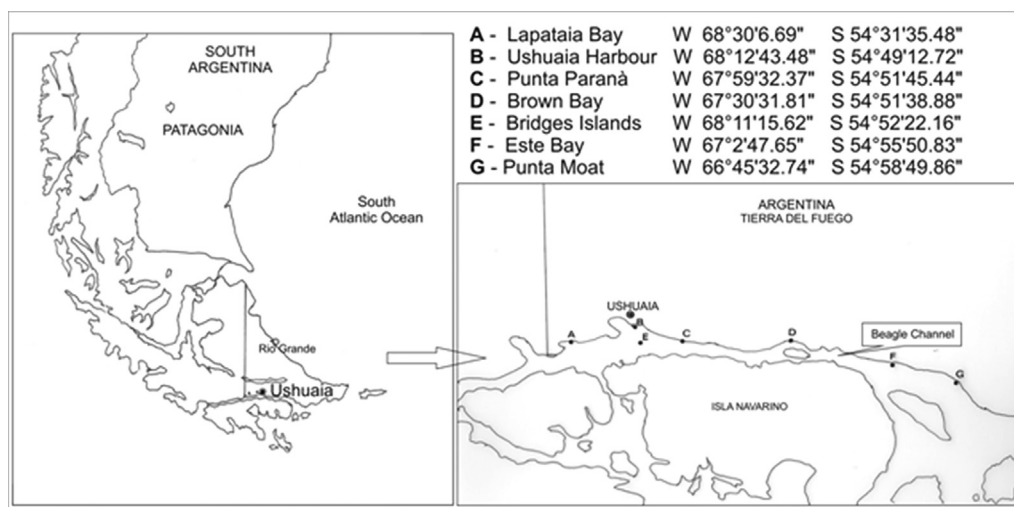 SOUTH
ARGENTINA
PATAGONIA
South
Atlantic Ocean
Rio Grande
Ushuaia
A - Lapataia Bay W 68°30'6.69" S 54°31'35.48"
B - Ushuaia Harbour W 68°12'43.48" S 54°49'12.72"
C - Punta Paranà W 67°59'32.37" S 54°51'45.44"
D - Brown Bay W 67°30'31.81" S 54°51'38.88"
E - Bridges Islands W 68°11'15.62" S 54°52'22.16"
F - Este Bay W 67°2'47.65" S 54°55'50.83"
G - Punta Moat W 66°45'32.74" S 54°58'49.86"
ARGENTINA
TIERRA DEL FUEGO
USHUAIA
B
A
E
C
D
Beagle Channel
F
G
ISLA NAVARINO